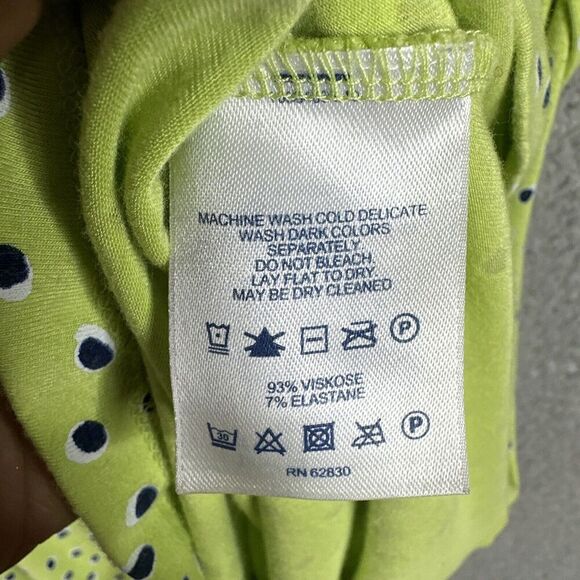 MACHINE WASH COLD DELICATE
WASH DARK COLORS
SEPARATELY
DO NOT BLEACH
LAY FLAT TO DRY
MAY BE DRY CLEANED
P
93% VISKOSE
7% ELASTANE
30 P
RN 62830